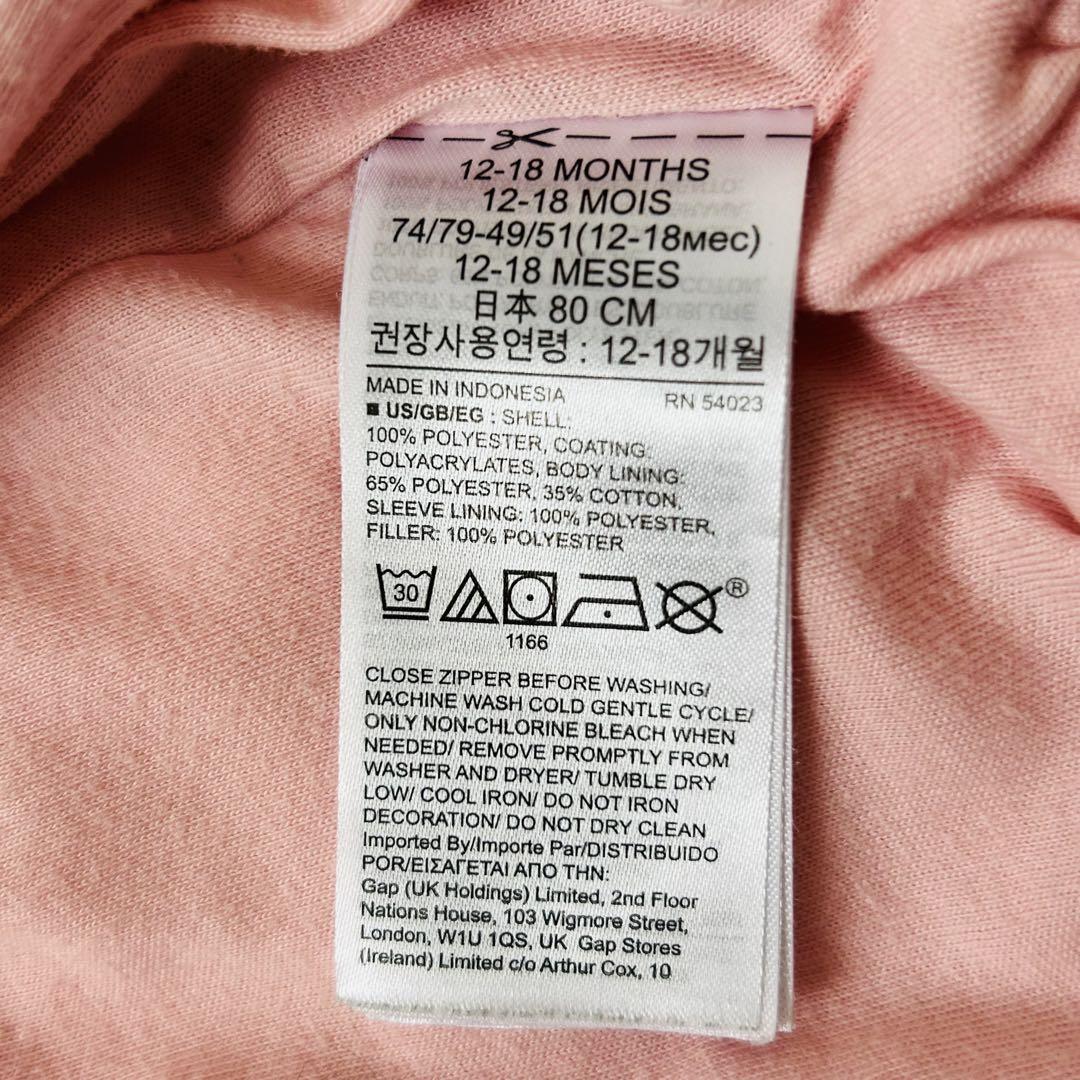 12-18 MONTHS
12-18 MOIS
74/79-49/51(12-18мес)
12-18 MESES
日本 80 CM
권장사용연령 : 12-18개월
MADE IN INDONESIA RN 54023
■ US/GB/EG : SHELL:
100% POLYESTER, COATING:
POLYACRYLATES, BODY LINING:
65% POLYESTER, 35% COTTON,
SLEEVE LINING: 100% POLYESTER,
FILLER: 100% POLYESTER
30
®
1166
CLOSE ZIPPER BEFORE WASHING/
MACHINE WASH COLD GENTLE CYCLE/
ONLY NON-CHLORINE BLEACH WHEN
NEEDED/ REMOVE PROMPTLY FROM
WASHER AND DRYER/ TUMBLE DRY
LOW/ COOL IRON/ DO NOT IRON
DECORATION/ DO NOT DRY CLEAN
Imported By/Importe Par/DISTRIBUIDO
POR/ΕΙΣΑΓΕΤΑΙ ΑΠΟ ΤΗΝ:
Gap (UK Holdings) Limited, 2nd Floor
Nations House, 103 Wigmore Street,
London, W1U 1QS, UK Gap Stores
(Ireland) Limited c/o Arthur Cox, 10